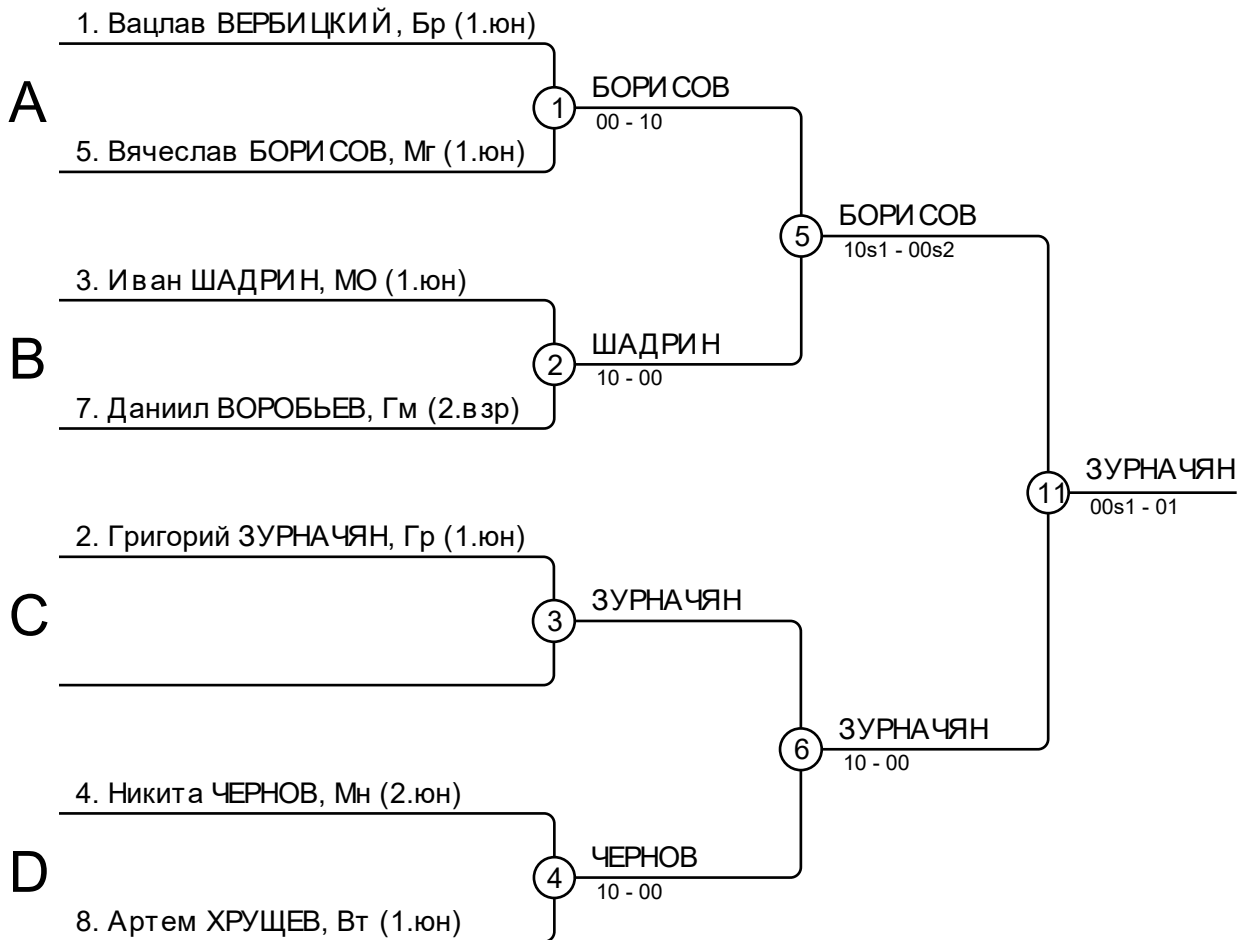 1. Вацлав ВЕРБИЦКИЙ, Бр (1.юн)
A
1
БОРИСОВ
00 - 10
5. Вячеслав БОРИСОВ, Мг (1.юн)
5
БОРИСОВ
10s1 - 00s2
3. Иван ШАДРИН, МО (1.юн)
B
2
ШАДРИН
10 - 00
7. Даниил ВОРОБЬЕВ, Гм (2.взр)
11
ЗУРНАЧЯН
00s1 - 01
2. Григорий ЗУРНАЧЯН, Гр (1.юн)
C
3
ЗУРНАЧЯН
6
ЗУРНАЧЯН
10 - 00
4. Никита ЧЕРНОВ, Мн (2.юн)
D
4
ЧЕРНОВ
10 - 00
8. Артем ХРУЩЕВ, Вт (1.юн)